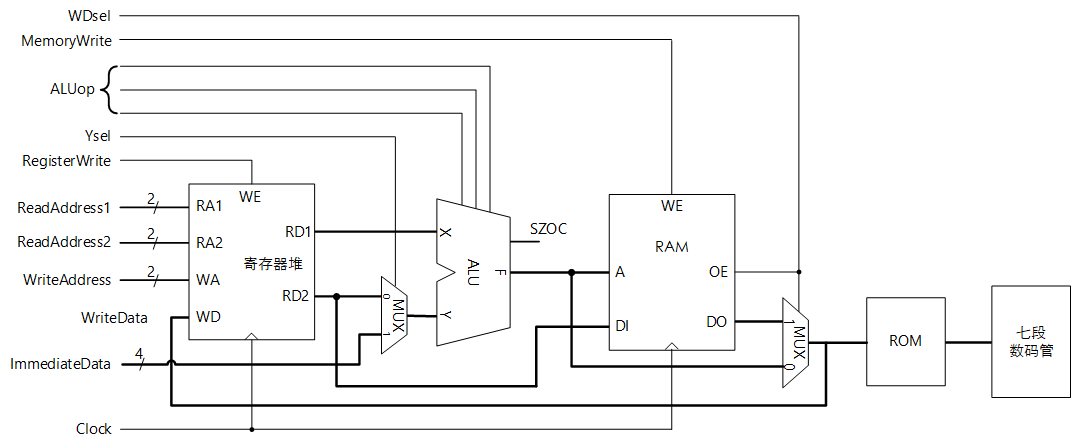 WDsel
MemoryWrite
ALUop
Ysel
RegisterWrite
ReadAddress1
ReadAddress2
WriteAddress
WriteData
ImmediateData
Clock
2
2
2
4
WE
RA1
RA2
WA
WD
RD1
RD2
寄存器堆
0
MUX
1
X
Y
ALU
F
SZOC
WE
RAM
A
DI
OE
DO
1
MUX
0
ROM
七段
数码管